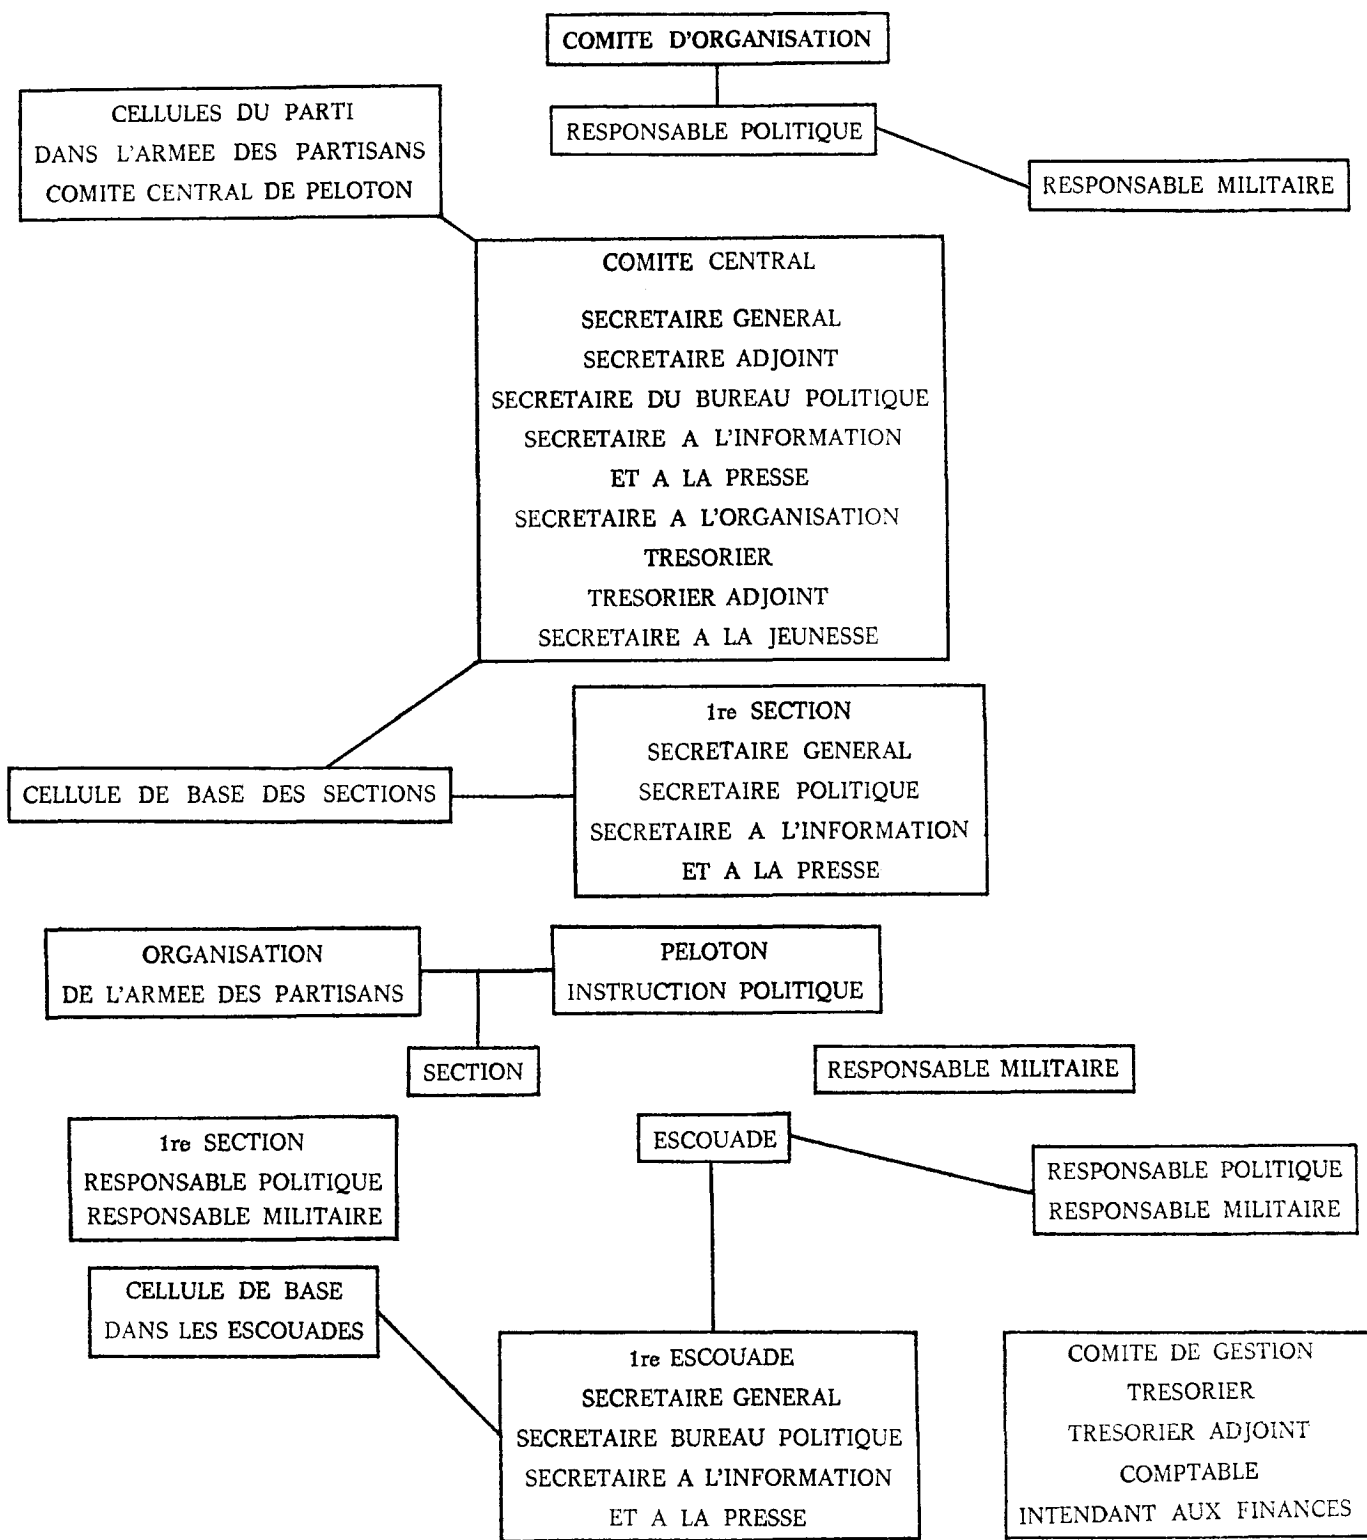 COMITE D'ORGANISATION
CELLULES DU PARTI
DANS L'ARMEE DES PARTISANS
COMITE CENTRAL DE PELOTON
RESPONSABLE POLITIQUE
RESPONSABLE MILITAIRE
COMITE CENTRAL
SECRETAIRE GENERAL
SECRETAIRE ADJOINT
SECRETAIRE DU BUREAU POLITIQUE
SECRETAIRE A L'INFORMATION
ET A LA PRESSE
SECRETAIRE A L'ORGANISATION
TRESORIER
TRESORIER ADJOINT
SECRETAIRE A LA JEUNESSE
CELLULE DE BASE DES SECTIONS
1re SECTION
SECRETAIRE GENERAL
SECRETAIRE POLITIQUE
SECRETAIRE A L'INFORMATION
ET A LA PRESSE
ORGANISATION
DE L'ARMEE DES PARTISANS
PELOTON
INSTRUCTION POLITIQUE
SECTION
RESPONSABLE MILITAIRE
1re SECTION
RESPONSABLE POLITIQUE
RESPONSABLE MILITAIRE
ESCOUADE
RESPONSABLE POLITIQUE
RESPONSABLE MILITAIRE
CELLULE DE BASE
DANS LES ESCOUADES
1re ESCOUADE
SECRETAIRE GENERAL
SECRETAIRE BUREAU POLITIQUE
SECRETAIRE A L'INFORMATION
ET A LA PRESSE
COMITE DE GESTION
TRESORIER
TRESORIER ADJOINT
COMPTABLE
INTENDANT AUX FINANCES